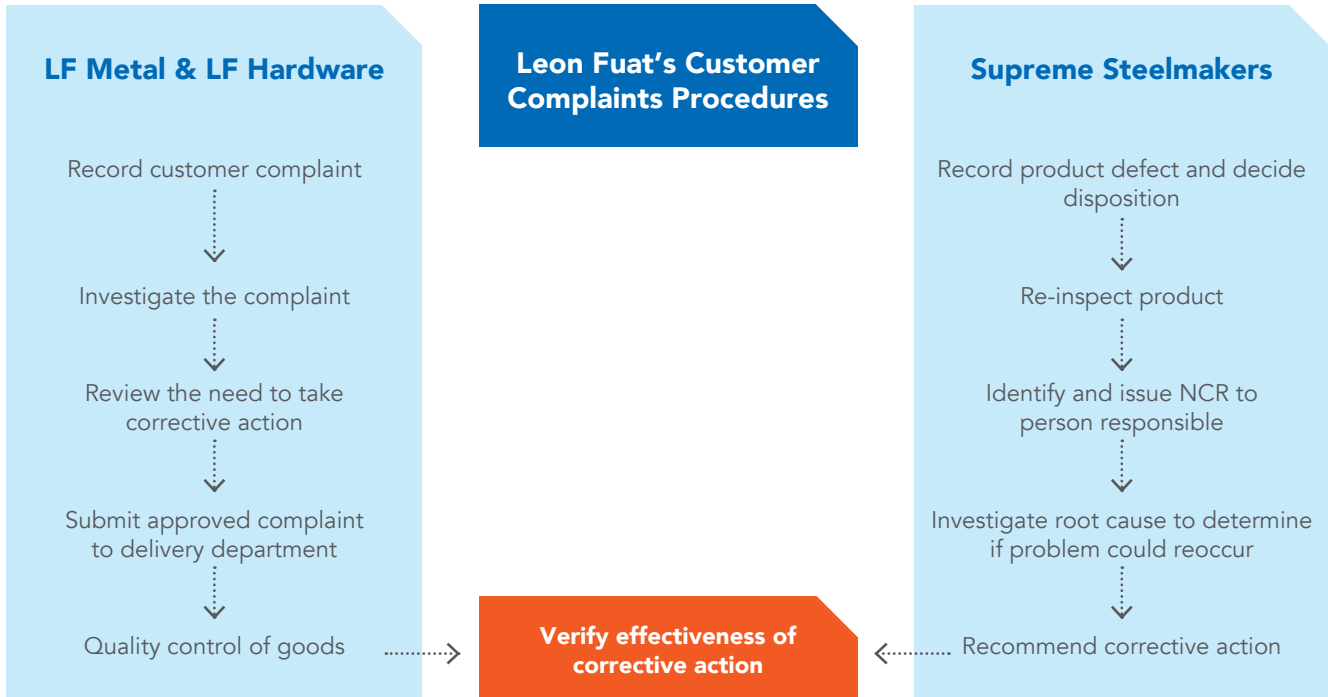 LF Metal & LF Hardware
Record customer complaint
Investigate the complaint
Review the need to take
corrective action
Submit approved complaint
to delivery department
Quality control of goods
Leon Fuat’s Customer
Complaints Procedures
Verify effectiveness of
corrective action
Supreme Steelmakers
Record product defect and decide
disposition
Re-inspect product
Identify and issue NCR to
person responsible
Investigate root cause to determine
if problem could reoccur
Recommend corrective action